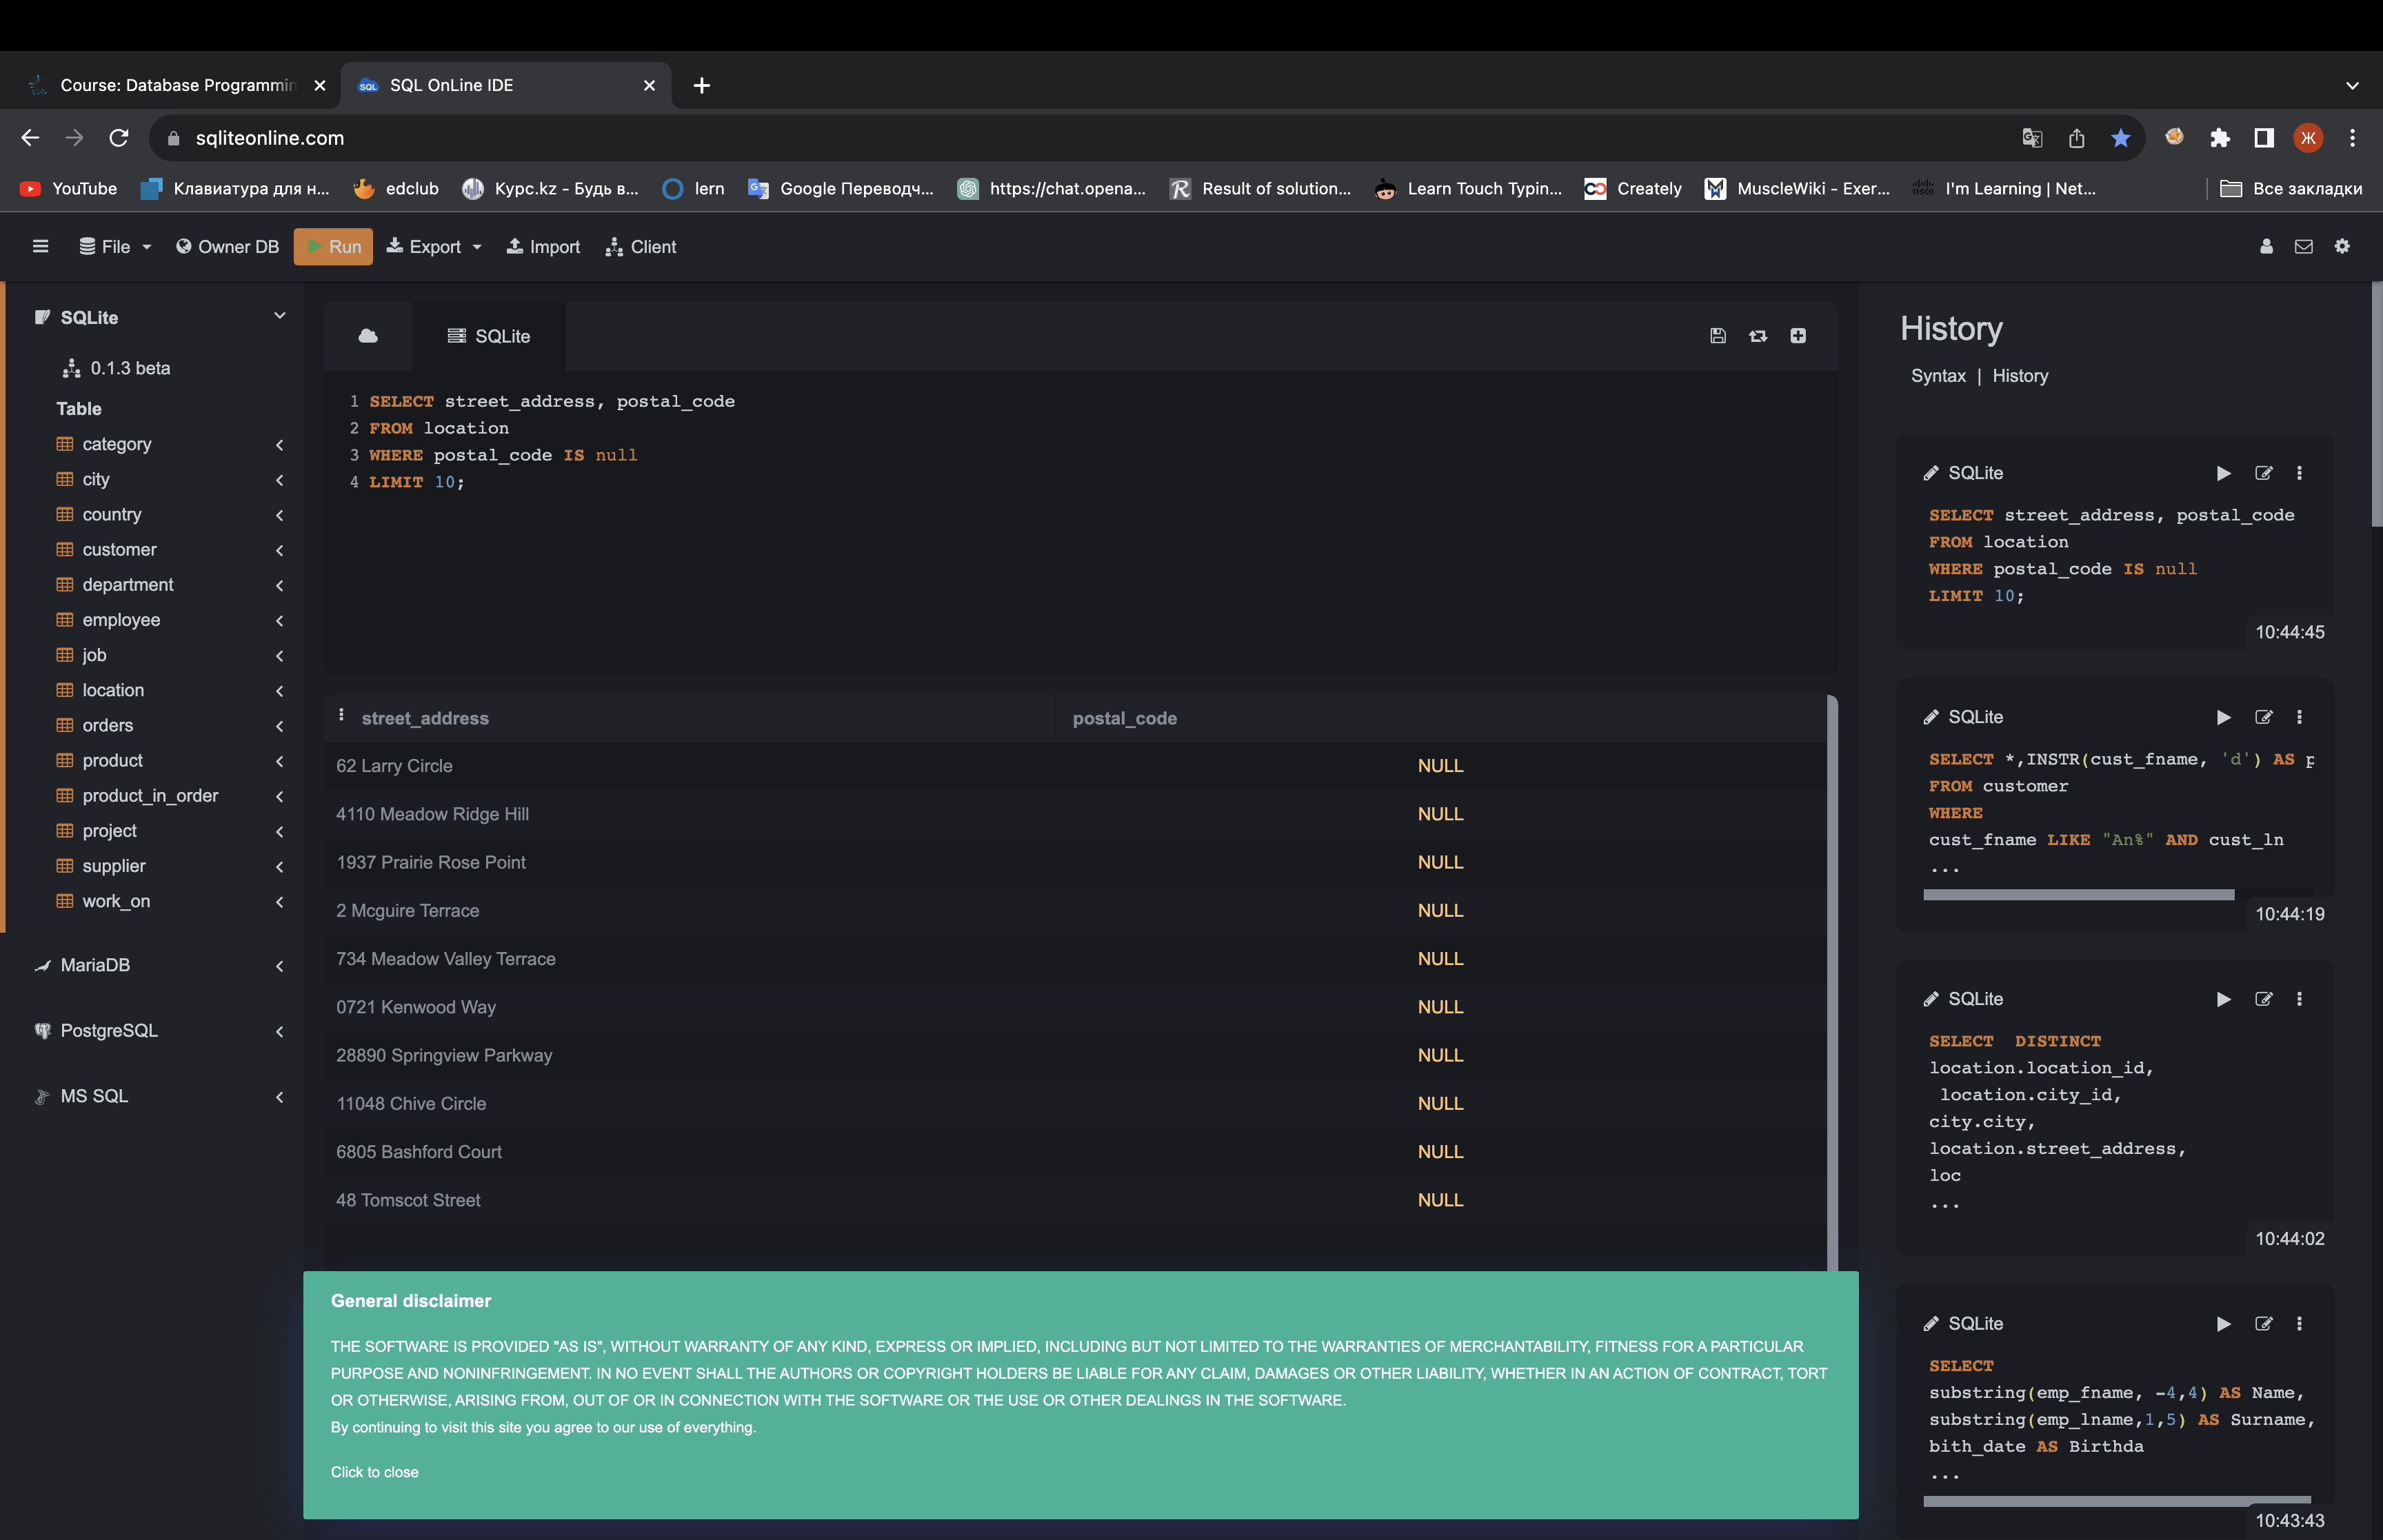 Course: Database Programmin
SQL OnLine IDE
sqliteonline.com
Ж
YouTube
Клавиатура для н...
edclub
Курс.kz - Будь в...
lern
Google Переводч...
https://chat.opena...
Result of solution...
Learn Touch Typin...
Creately
MuscleWiki - Exer...
I'm Learning | Net...
Все закладки
File
Owner DB
Run
Export
Import
Client
SQLite
0.1.3 beta
Table
category
city
country
customer
department
employee
job
location
orders
product
product_in_order
project
supplier
work_on
MariaDB
PostgreSQL
MS SQL
SQLite
1 SELECT street_address, postal_code
2 FROM location
3 WHERE postal_code IS null
4 LIMIT 10;
street_address postal_code
62 Larry Circle NULL
4110 Meadow Ridge Hill NULL
1937 Prairie Rose Point NULL
2 Mcguire Terrace NULL
734 Meadow Valley Terrace NULL
0721 Kenwood Way NULL
28890 Springview Parkway NULL
11048 Chive Circle NULL
6805 Bashford Court NULL
48 Tomscot Street NULL
General disclaimer
THE SOFTWARE IS PROVIDED "AS IS", WITHOUT WARRANTY OF ANY KIND, EXPRESS OR IMPLIED, INCLUDING BUT NOT LIMITED TO THE WARRANTIES OF MERCHANTABILITY, FITNESS FOR A PARTICULAR
PURPOSE AND NONINFRINGEMENT. IN NO EVENT SHALL THE AUTHORS OR COPYRIGHT HOLDERS BE LIABLE FOR ANY CLAIM, DAMAGES OR OTHER LIABILITY, WHETHER IN AN ACTION OF CONTRACT, TORT
OR OTHERWISE, ARISING FROM, OUT OF OR IN CONNECTION WITH THE SOFTWARE OR THE USE OR OTHER DEALINGS IN THE SOFTWARE.
By continuing to visit this site you agree to our use of everything.
Click to close
History
Syntax | History
SQLite
SELECT street_address, postal_code
FROM location
WHERE postal_code IS null
LIMIT 10;
10:44:45
SQLite
SELECT *,INSTR(cust_fname, 'd') AS p
FROM customer
WHERE
cust_fname LIKE "An%" AND cust_ln
...
10:44:19
SQLite
SELECT DISTINCT
location.location_id,
location.city_id,
city.city,
location.street_address,
loc
...
10:44:02
SQLite
SELECT
substring(emp_fname, -4,4) AS Name,
substring(emp_lname,1,5) AS Surname,
bith_date AS Birthda
...
10:43:43